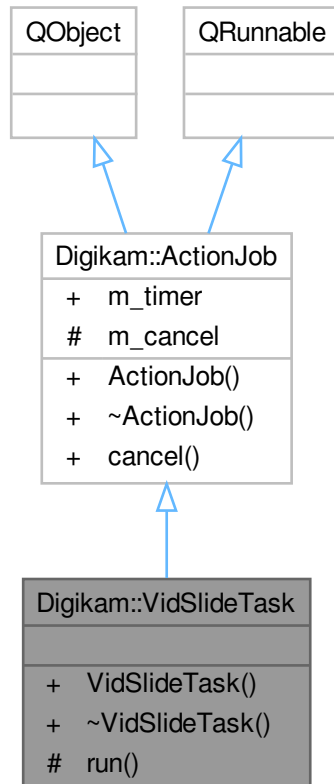 QObject
QRunnable
Digikam::ActionJob
+ m_timer
# m_cancel
+ ActionJob()
+ ~ActionJob()
+ cancel()
Digikam::VidSlideTask
+ VidSlideTask()
+ ~VidSlideTask()
# run()